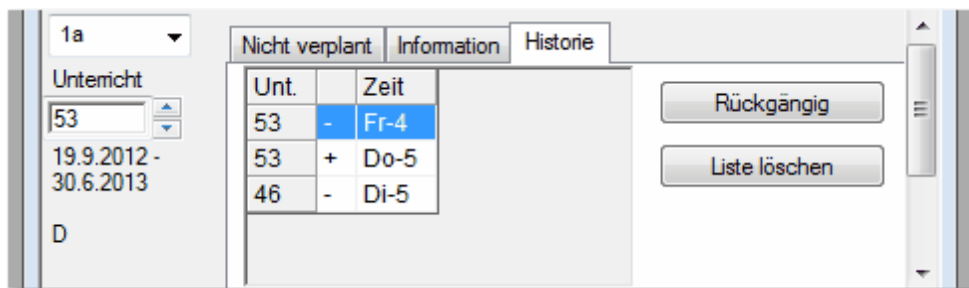 1a
Unterricht
53
19.9.2012 -
30.6.2013
D
Nicht verplant Information Historie
Unt. Zeit
53 - Fr-4
53 + Do-5
46 - Di-5
Rückgängig
Liste löschen